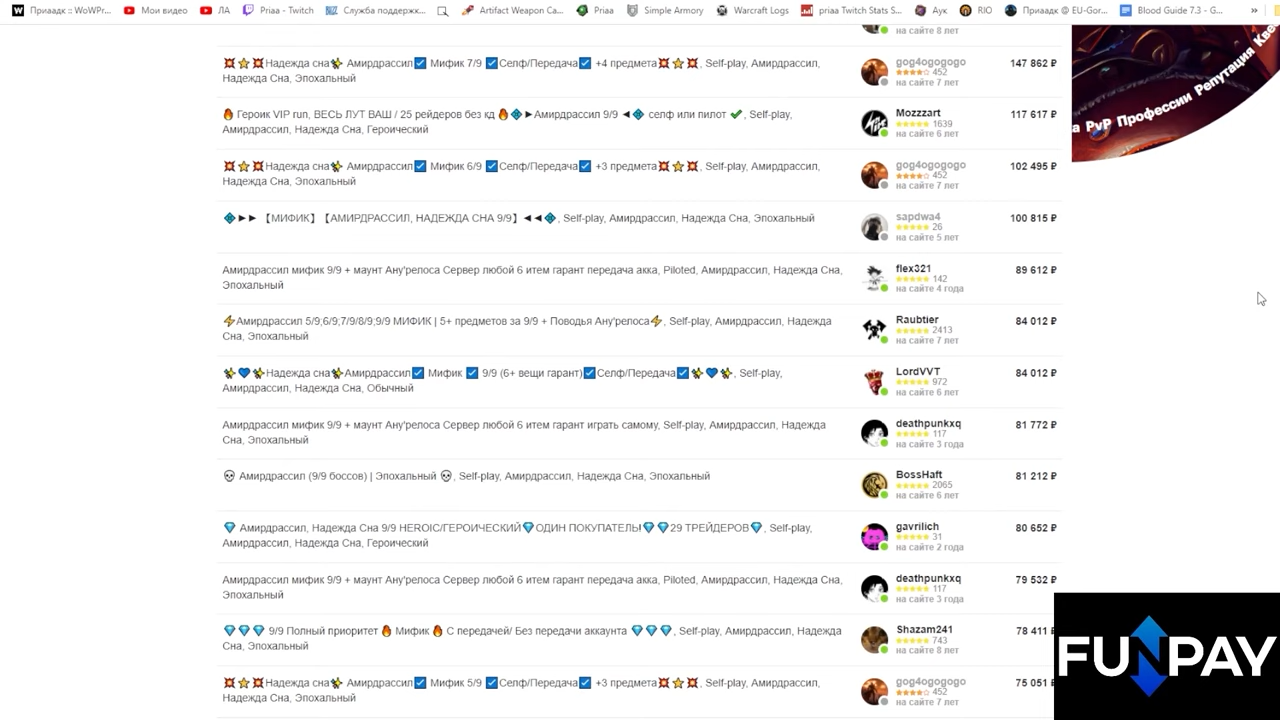 Приаадк :: WoWPr...
Мои видео
ЛА
Priaa - Twitch
Служба поддержк...
Artifact Weapon Ca...
Priaa
Simple Armory
Warcraft Logs
priaa Twitch Stats S...
Аук
RIO
Приаадк @ EU-Gor...
Blood Guide 7.3 - G...
»
на сайте 8 лет
💥⭐💥Надежда сна✨ Амирдрассил☑ Мифик 7/9 ☑Селф/Передача☑ +4 предмета💥⭐💥, Self-play, Амирдрассил,
Надежда Сна, Эпохальный
gog4ogogogo
452
на сайте 7 лет
147 862 ₽
🔥 Героик VIP run, ВЕСЬ ЛУТ ВАШ / 25 рейдеров без кд 🔥💠►Амирдрассил 9/9 ◄💠 селф или пилот ✔, Self-play,
Амирдрассил, Надежда Сна, Героический
Mozzzart
1639
на сайте 6 лет
117 617 ₽
💥⭐💥Надежда сна✨ Амирдрассил☑ Мифик 6/9 ☑Селф/Передача☑ +3 предмета💥⭐💥, Self-play, Амирдрассил,
Надежда Сна, Эпохальный
gog4ogogogo
452
на сайте 7 лет
102 495 ₽
💠►► 【МИФИК】【АМИРДРАССИЛ, НАДЕЖДА СНА 9/9】◄◄💠, Self-play, Амирдрассил, Надежда Сна, Эпохальный
sapdwa4
26
на сайте 5 лет
100 815 ₽
Амирдрассил мифик 9/9 + маунт Ану'релоса Сервер любой 6 итем гарант передача акка, Piloted, Амирдрассил, Надежда Сна,
Эпохальный
flex321
142
на сайте 4 года
89 612 ₽
⚡Амирдрассил 5/9;6/9;7/9/8/9;9/9 МИФИК | 5+ предметов за 9/9 + Поводья Ану'релоса⚡, Self-play, Амирдрассил, Надежда
Сна, Эпохальный
Raubtier
2413
на сайте 7 лет
84 012 ₽
✨💙✨Надежда сна✨Амирдрассил☑ Мифик ☑ 9/9 (6+ вещи гарант)☑Селф/Передача☑✨💙✨, Self-play,
Амирдрассил, Надежда Сна, Обычный
LordVVT
972
на сайте 6 лет
84 012 ₽
Амирдрассил мифик 9/9 + маунт Ану'релоса Сервер любой 6 итем гарант играть самому, Self-play, Амирдрассил, Надежда
Сна, Эпохальный
deathpunkxq
117
на сайте 3 года
81 772 ₽
💀 Амирдрассил (9/9 боссов) | Эпохальный 💀, Self-play, Амирдрассил, Надежда Сна, Эпохальный
BossHaft
2065
на сайте 6 лет
81 212 ₽
💎 Амирдрассил, Надежда Сна 9/9 HEROIC/ГЕРОИЧЕСКИЙ💎ОДИН ПОКУПАТЕЛЬ!💎 💎29 ТРЕЙДЕРОВ💎, Self-play,
Амирдрассил, Надежда Сна, Героический
gavrilich
31
на сайте 2 года
80 652 ₽
Амирдрассил мифик 9/9 + маунт Ану'релоса Сервер любой 6 итем гарант передача акка, Piloted, Амирдрассил, Надежда Сна,
Эпохальный
deathpunkxq
117
на сайте 3 года
79 532 ₽
💎💎💎 9/9 Полный приоритет 🔥 Мифик 🔥 С передачей/ Без передачи аккаунта 💎💎💎, Self-play, Амирдрассил, Надежда
Сна, Эпохальный
Shazam241
743
на сайте 8 лет
78 411 ₽
💥⭐💥Надежда сна✨ Амирдрассил☑ Мифик 5/9 ☑Селф/Передача☑ +3 предмета💥⭐💥, Self-play, Амирдрассил,
Надежда Сна, Эпохальный
gog4ogogogo
452
на сайте 7 лет
75 051
PvP Профессии Репутация
FUNPAY